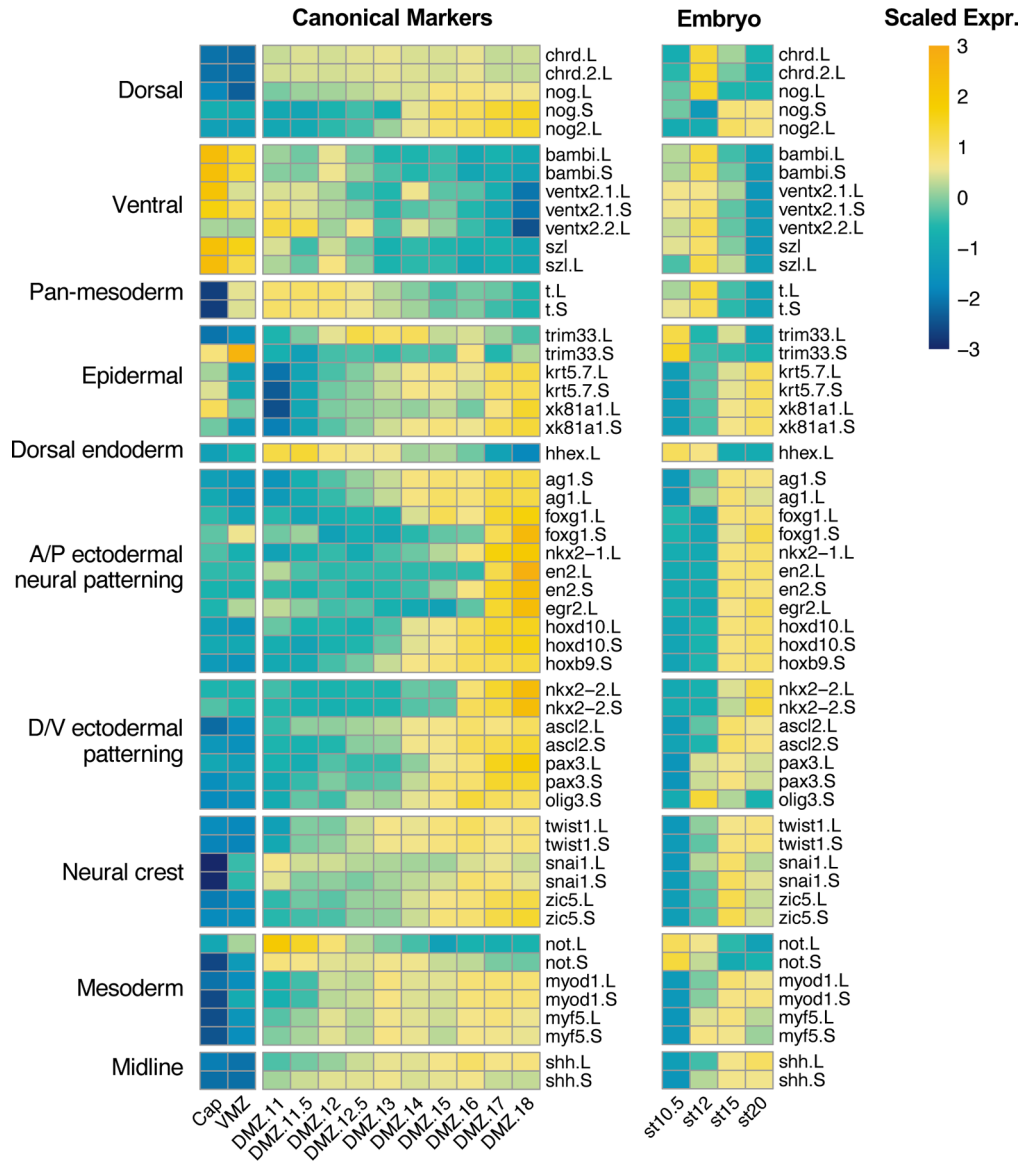 Canonical Markers
Embryo
Scaled Expr.
3
2
1
0
−1
−2
−3
Dorsal
chrd.L
chrd.2.L
nog.L
nog.S
nog2.L
chrd.L
chrd.2.L
nog.L
nog.S
nog2.L
Ventral
bambi.L
bambi.S
ventx2.1.L
ventx2.1.S
ventx2.2.L
szl
szl.L
bambi.L
bambi.S
ventx2.1.L
ventx2.1.S
ventx2.2.L
szl
szl.L
Pan-mesoderm
t.L
t.S
t.L
t.S
Epidermal
trim33.L
trim33.S
krt5.7.L
krt5.7.S
xk81a1.L
xk81a1.S
trim33.L
trim33.S
krt5.7.L
krt5.7.S
xk81a1.L
xk81a1.S
Dorsal endoderm
hhex.L
hhex.L
A/P ectodermal
neural patterning
ag1.S
ag1.L
foxg1.L
foxg1.S
nkx2−1.L
en2.L
en2.S
egr2.L
hoxd10.L
hoxd10.S
hoxb9.S
ag1.S
ag1.L
foxg1.L
foxg1.S
nkx2−1.L
en2.L
en2.S
egr2.L
hoxd10.L
hoxd10.S
hoxb9.S
D/V ectodermal
patterning
nkx2−2.L
nkx2−2.S
ascl2.L
ascl2.S
pax3.L
pax3.S
olig3.S
nkx2−2.L
nkx2−2.S
ascl2.L
ascl2.S
pax3.L
pax3.S
olig3.S
Neural crest
twist1.L
twist1.S
snai1.L
snai1.S
zic5.L
zic5.S
twist1.L
twist1.S
snai1.L
snai1.S
zic5.L
zic5.S
Mesoderm
not.L
not.S
myod1.L
myod1.S
myf5.L
myf5.S
not.L
not.S
myod1.L
myod1.S
myf5.L
myf5.S
Midline
shh.L
shh.S
shh.L
shh.S
Cap
VMZ
DMZ.11
DMZ.11.5
DMZ.12
DMZ.12.5
DMZ.13
DMZ.14
DMZ.15
DMZ.16
DMZ.17
DMZ.18
st10.5
st12
st15
st20